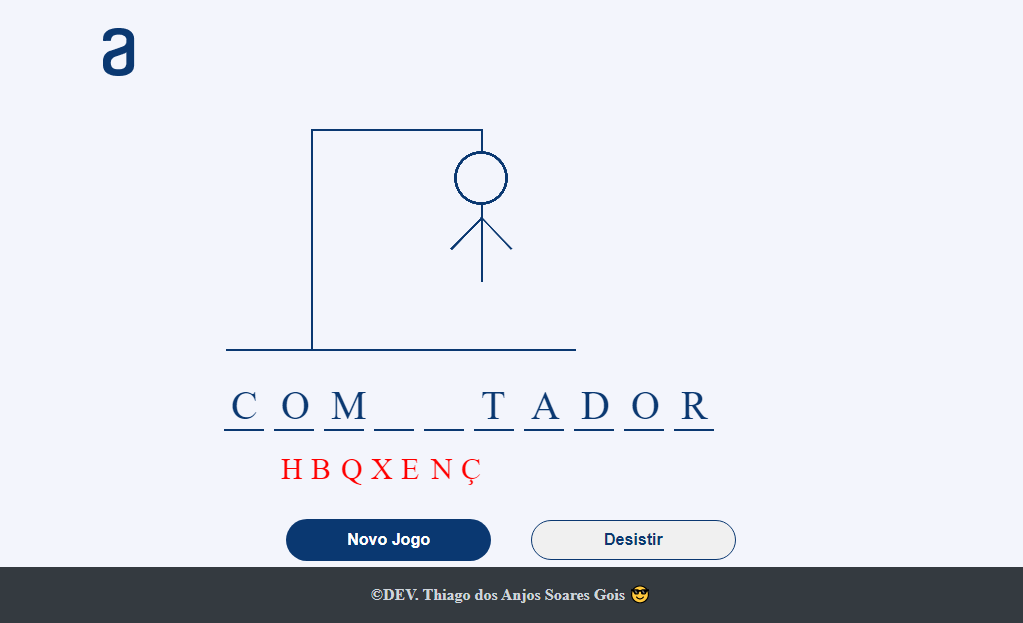 a
C O M _ _ T A D O R
H B Q X E N Ç
Novo Jogo
Desistir
©DEV. Thiago dos Anjos Soares Gois 😎